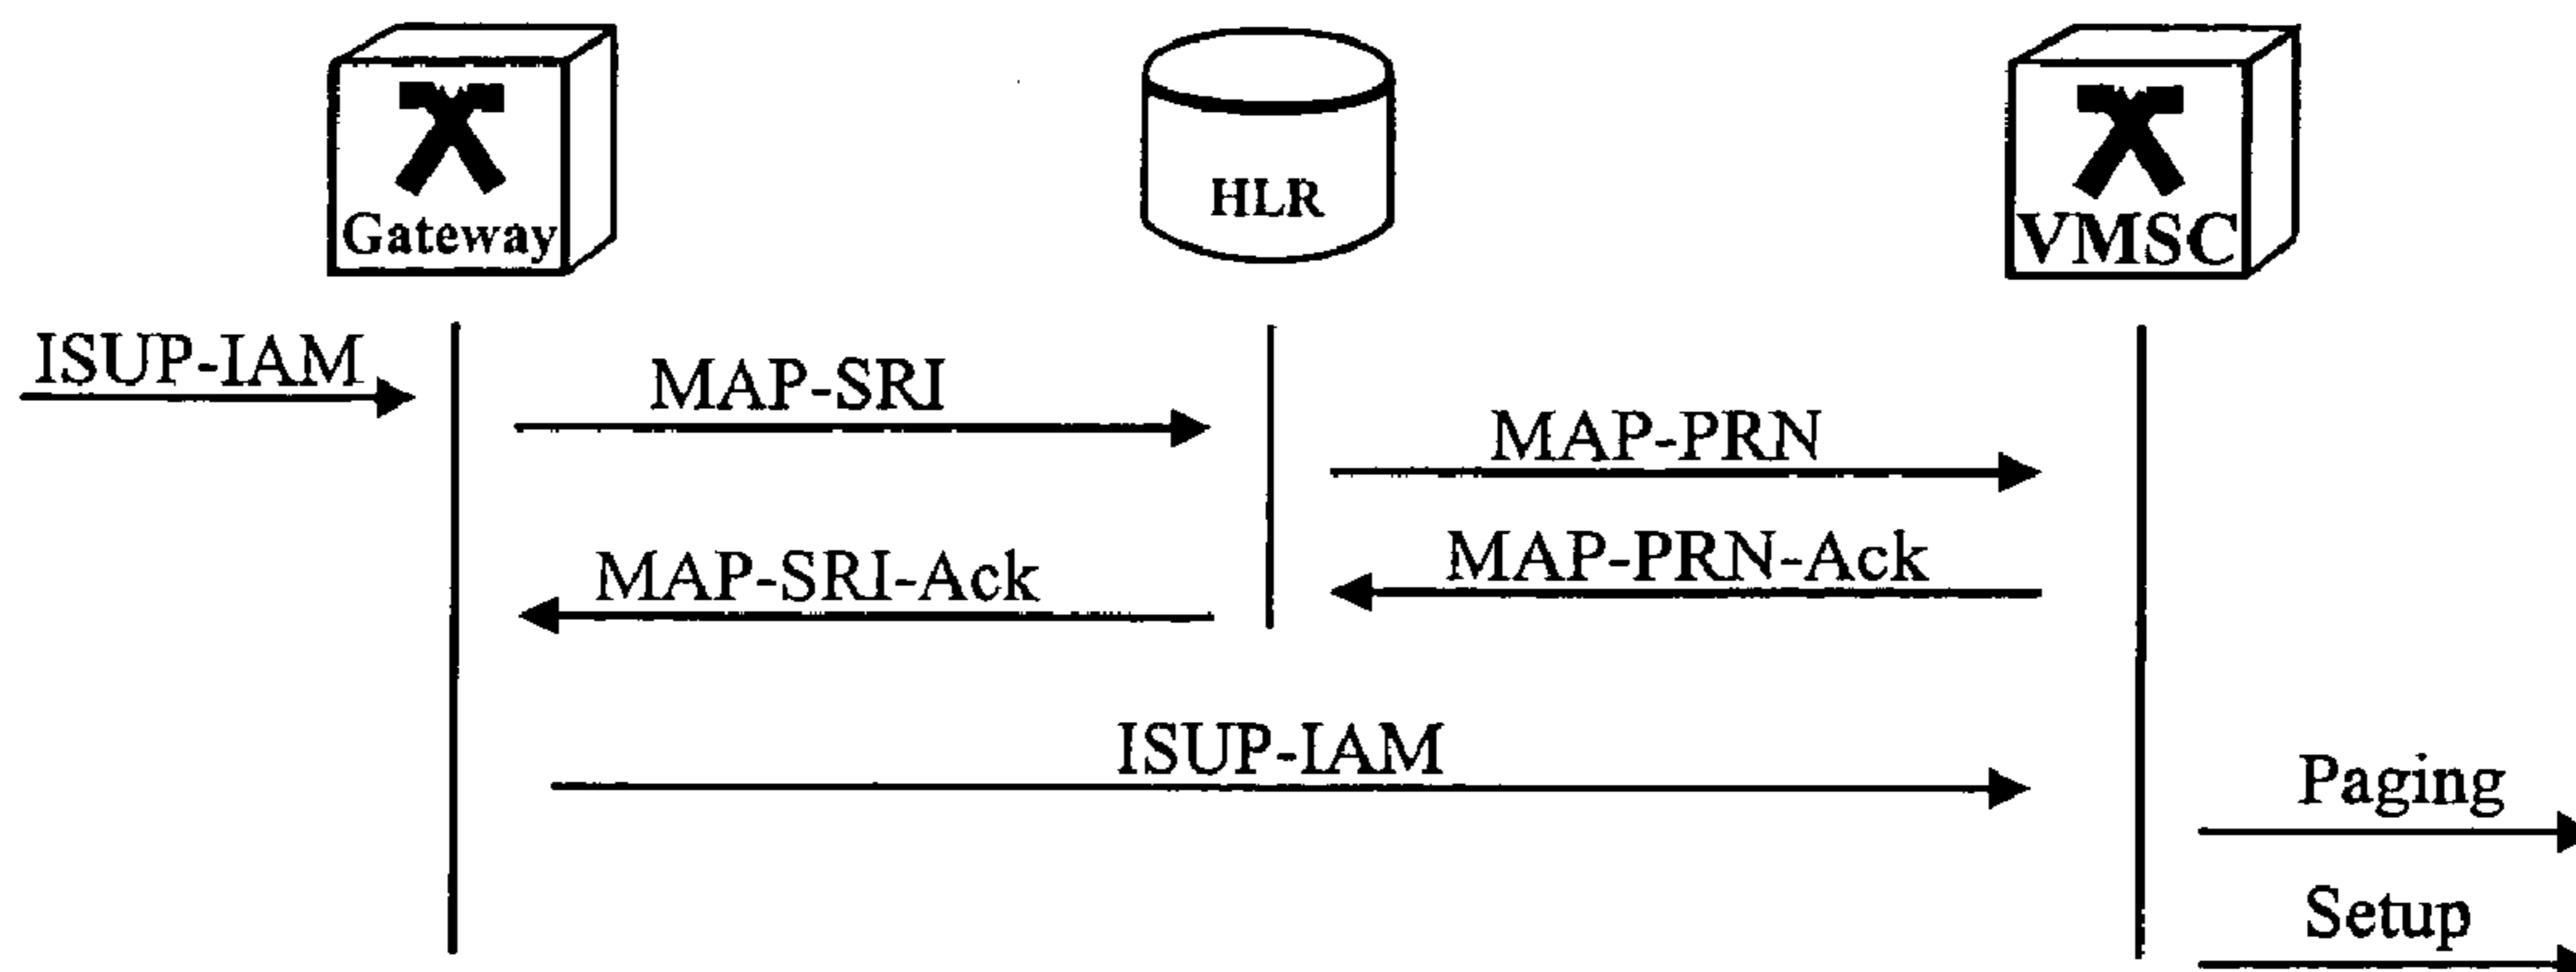 Gateway
HLR
VMSC
ISUP-IAM
MAP-SRI
MAP-PRN
MAP-PRN-Ack
MAP-SRI-Ack
ISUP-IAM
Paging
Setup